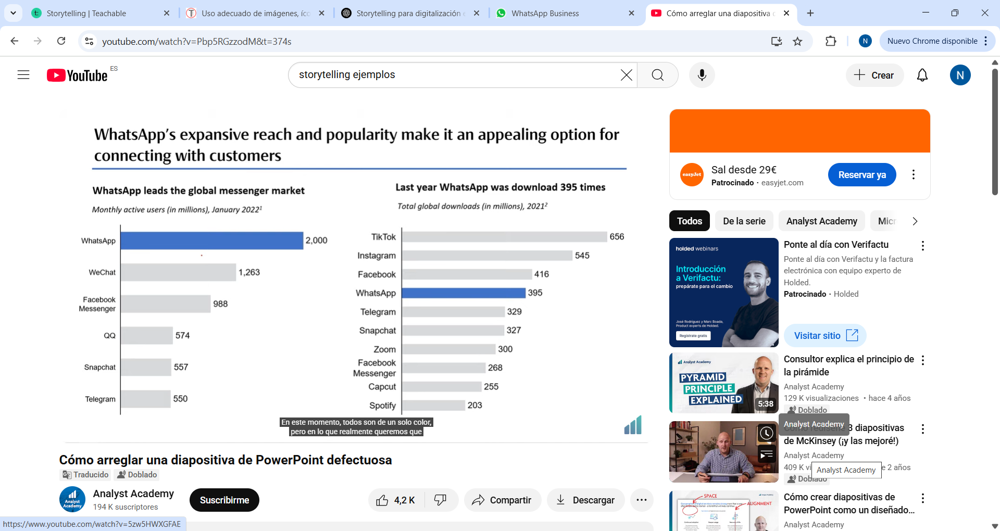 Storytelling | Teachable
Uso adecuado de imágenes, íco
Storytelling para digitalización e
WhatsApp Business
Cómo arreglar una diapositiva
youtube.com/watch?v=Pbp5RGzzodM&t=374s
N
Nuevo Chrome disponible
YouTube
ES
storytelling ejemplos
Crear
N
WhatsApp's expansive reach and popularity make it an appealing option for
connecting with customers
WhatsApp leads the global messenger market
Monthly active users (in millions), January 2022¹
WhatsApp
2,000
WeChat
1,263
Facebook
Messenger
988
QQ
574
Snapchat
557
Telegram
550
Last year WhatsApp was download 395 times
Total global downloads (in millions), 2021²
TikTok
656
Instagram
545
Facebook
416
WhatsApp
395
Telegram
329
Snapchat
327
Zoom
300
Facebook
Messenger
268
Capcut
255
Spotify
203
En este momento, todos son de un solo color,
pero en lo que realmente queremos que
Cómo arreglar una diapositiva de PowerPoint defectuosa
Traducido
Doblado
Analyst
Academy
Analyst Academy
194 K suscriptores
Suscribirme
4,2 K
Compartir
Descargar
https://www.youtube.com/watch?v=5zw5HWXGFAE
easyJet
Sal desde 29€
Patrocinado · easyjet.com
Reservar ya
Todos
De la serie
Analyst Academy
Micr
holded webinars
Introducción
a Verifactu:
prepárate para el cambio
José Rodríguez y Marc Boada,
Product experts de Holded.
Regístrate gratis
Ponte al día con Verifactu
Ponte al día con Verifactu y la factura
electrónica con equipo experto de
Holded.
Patrocinado · Holded
Visitar sitio
Analyst Academy
PYRAMID
PRINCIPLE
EXPLAINED
5:38
Consultor explica el principio de
la pirámide
Analyst Academy
129 K visualizaciones · hace 4 años
Doblado
Analyst Academy
3 diapositivas
de McKinsey (¡y las mejoré!)
Analyst Academy
409 K vi
e 2 años
Analyst Academy
Doblado
SPACE
ALIGNMENT
Cómo crear diapositivas de
PowerPoint como un diseñado...
Analyst Academy